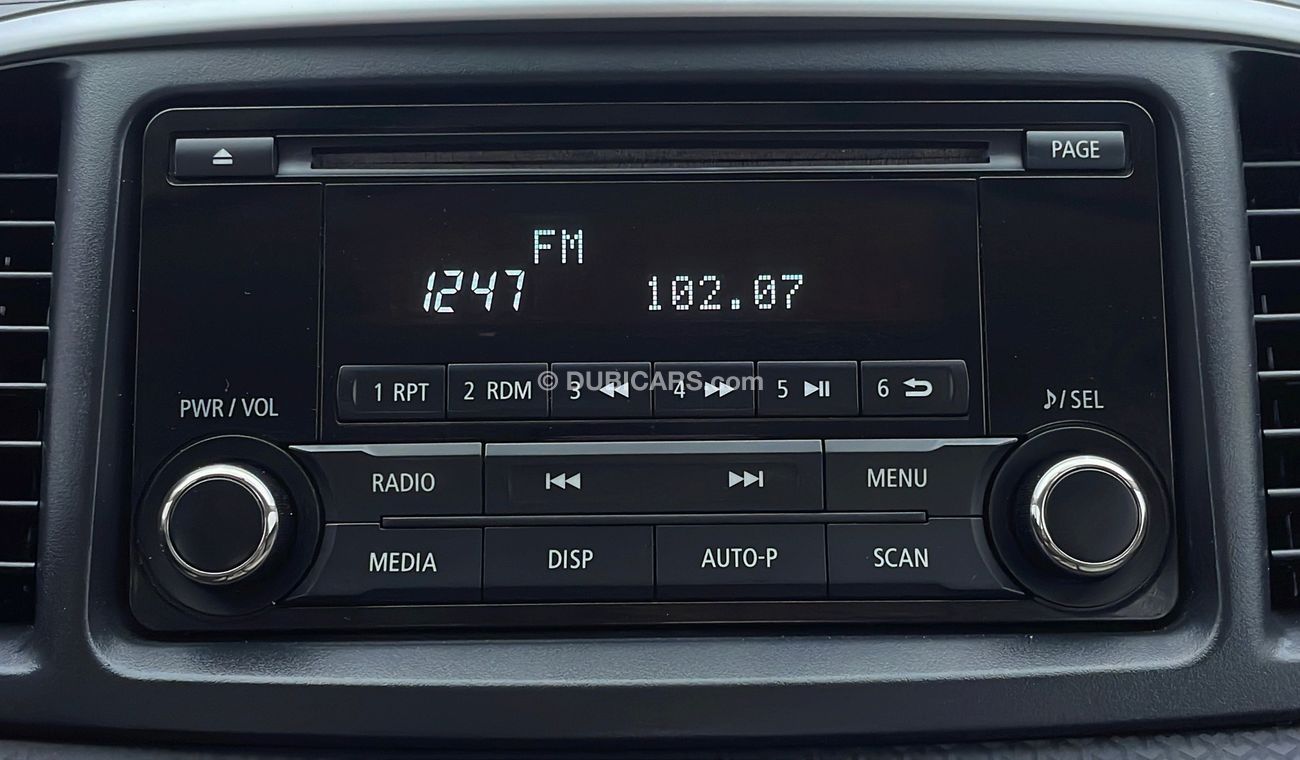 PAGE
FM
1247 102.07
1 RPT 2 RDM 3 4 5 6
© DUBICARS.com
PWR / VOL
♪/ SEL
RADIO MENU
MEDIA DISP AUTO-P SCAN